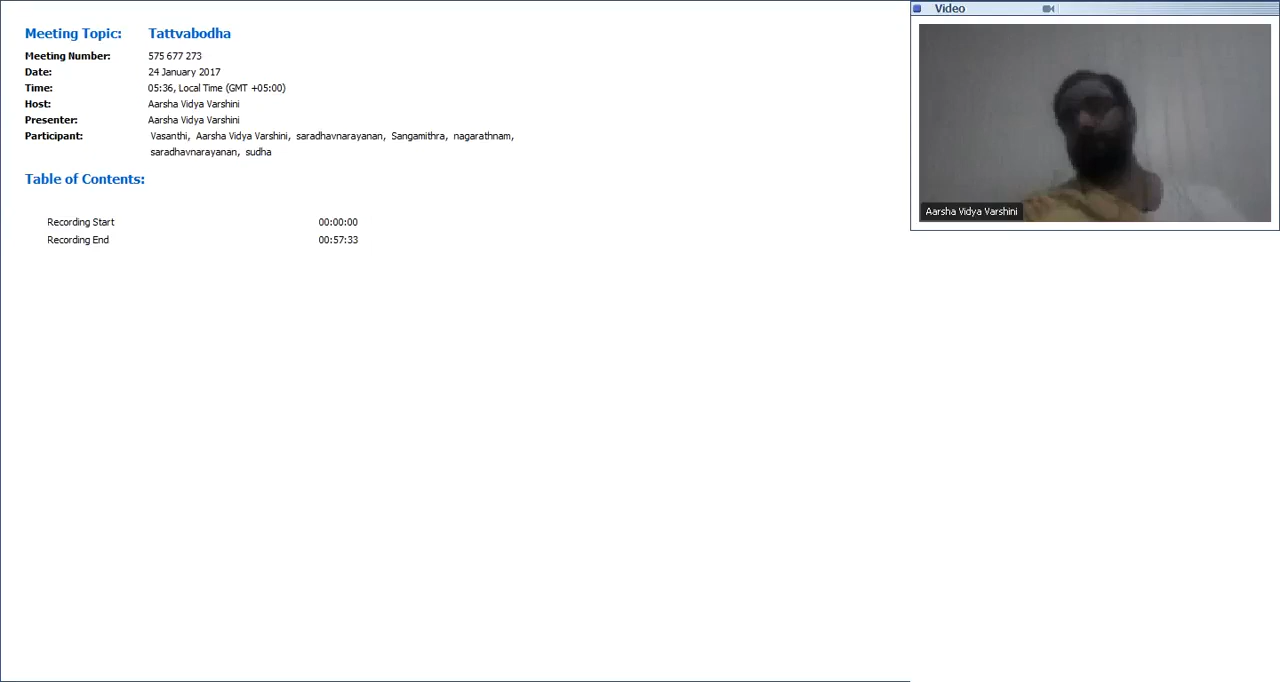 Meeting Topic: Tattvabodha
Meeting Number: 575 677 273
Date: 24 January 2017
Time: 05:36, Local Time (GMT +05:00)
Host: Aarsha Vidya Varshini
Presenter: Aarsha Vidya Varshini
Participant: Vasanthi, Aarsha Vidya Varshini, saradhavnarayanan, Sangamithra, nagarathnam,
saradhavnarayanan, sudha
Table of Contents:
Recording Start 00:00:00
Recording End 00:57:33
Video
Aarsha Vidya Varshini